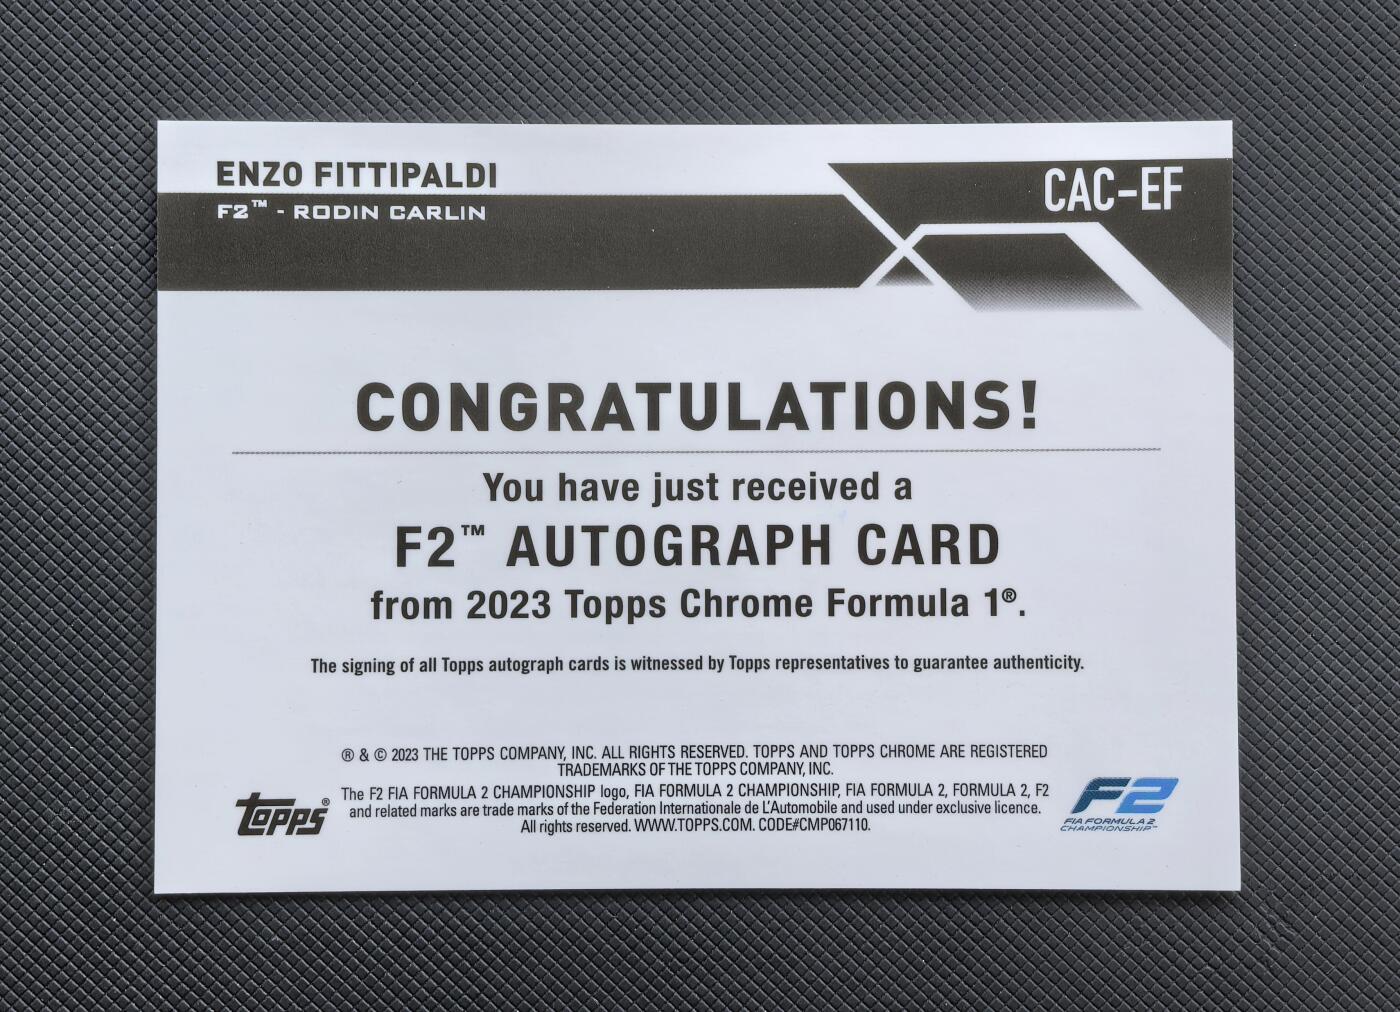 ENZO FITTIPALDI
F2™ - RODIN CARLIN
CAC-EF
CONGRATULATIONS!
You have just received a
F2™ AUTOGRAPH CARD
from 2023 Topps Chrome Formula 1®.
The signing of all Topps autograph cards is witnessed by Topps representatives to guarantee authenticity.
® & © 2023 THE TOPPS COMPANY, INC. ALL RIGHTS RESERVED. TOPPS AND TOPPS CHROME ARE REGISTERED
TRADEMARKS OF THE TOPPS COMPANY, INC.
The F2 FIA FORMULA 2 CHAMPIONSHIP logo, FIA FORMULA 2 CHAMPIONSHIP, FIA FORMULA 2, FORMULA 2, F2
and related marks are trade marks of the Federation Internationale de L'Automobile and used under exclusive licence.
All rights reserved. WWW.TOPPS.COM. CODE#CMP067110.
topps®
F2
FIA FORMULA 2
CHAMPIONSHIP™